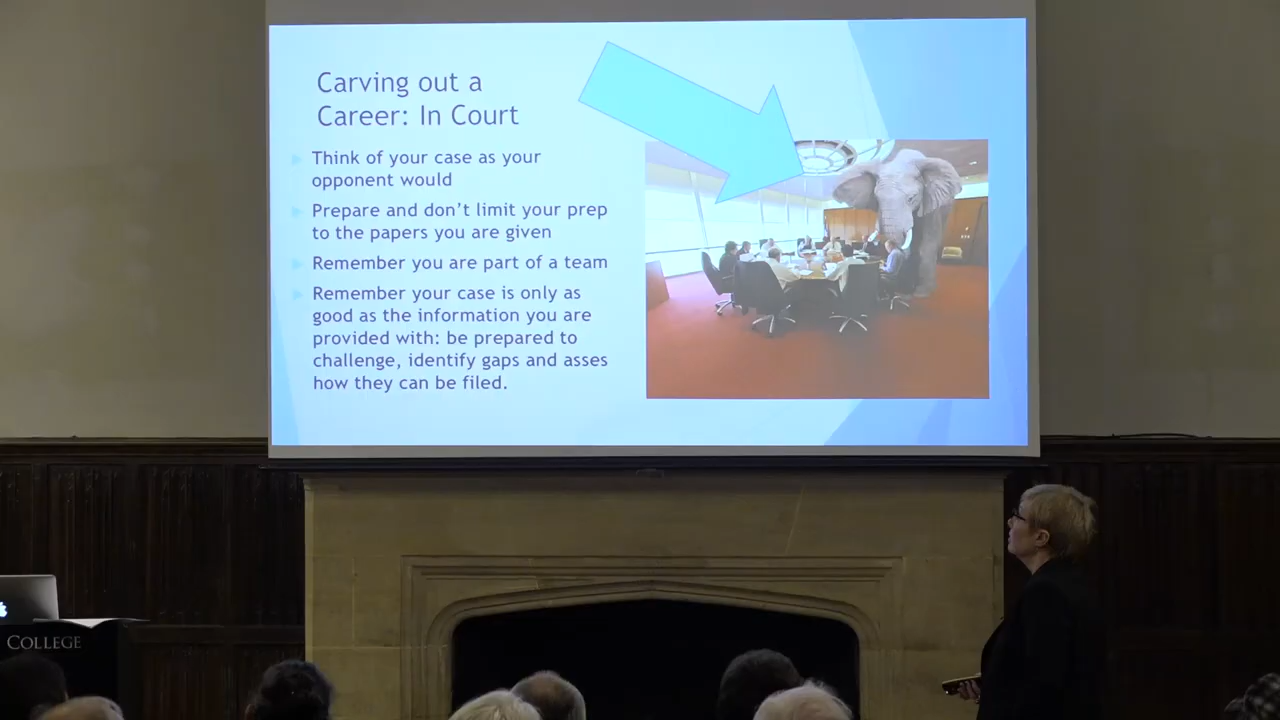 Carving out a
Career: In Court
Think of your case as your
opponent would
Prepare and don't limit your prep
to the papers you are given
Remember you are part of a team
Remember your case is only as
good as the information you are
provided with: be prepared to
challenge, identify gaps and asses
how they can be filed.
COLLEGE